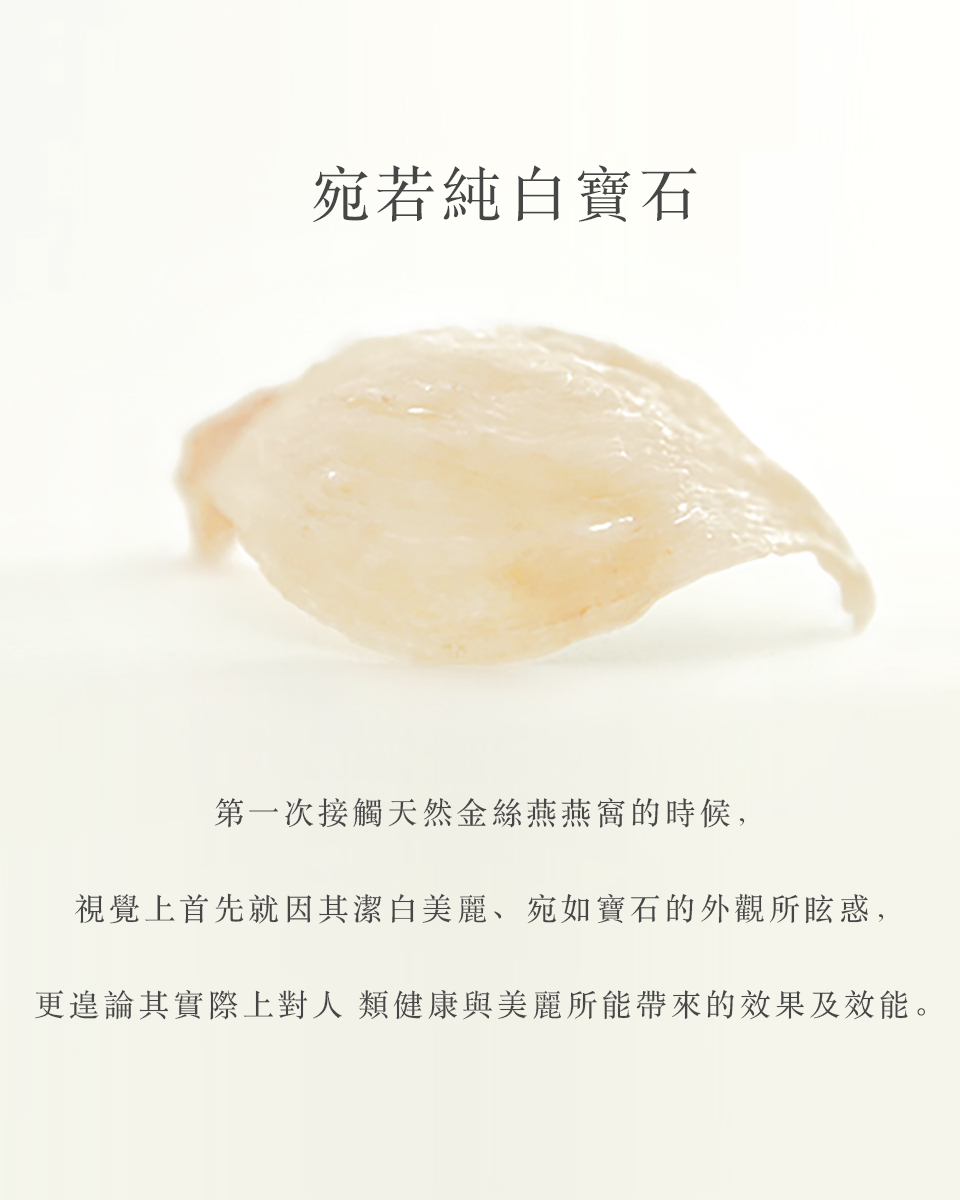 宛若純白寶石
第一次接觸天然金絲燕燕窩的時候，
視覺上首先就因其潔白美麗、宛如寶石的外觀所眩惑，
更遑論其實際上對人 類健康與美麗所能帶來的效果及效能。